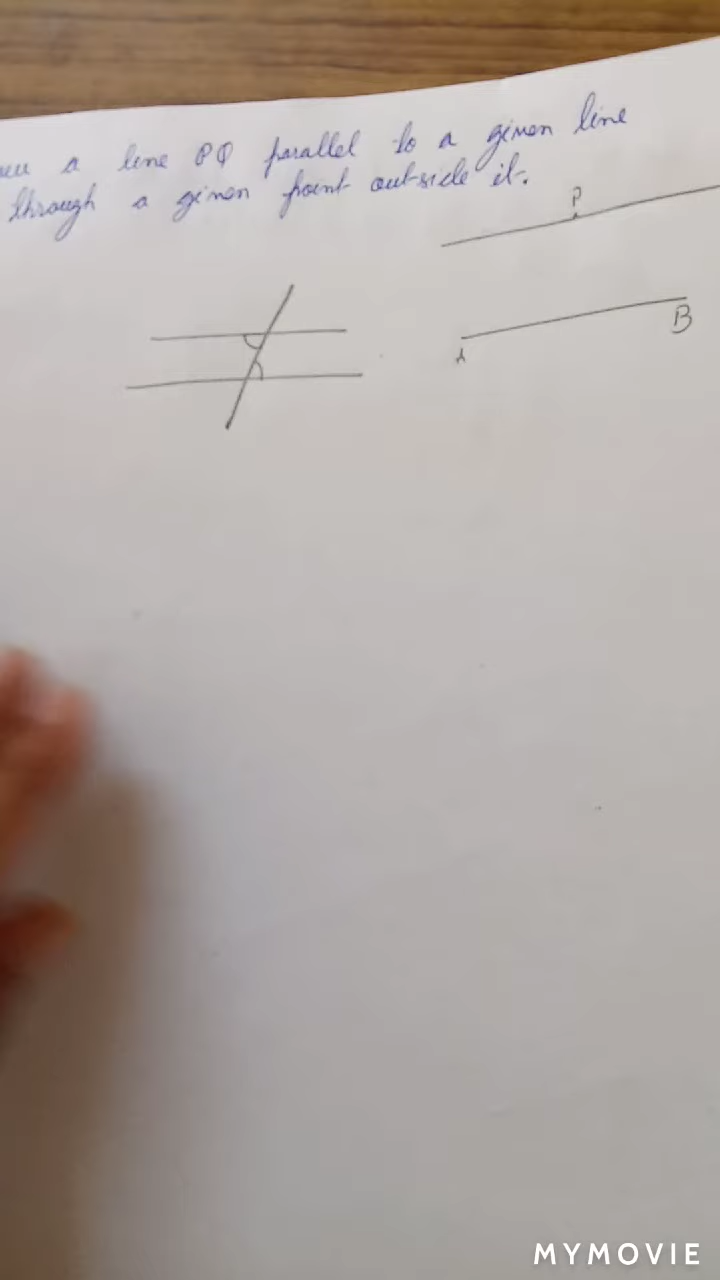 a line PQ parallel to a given line
through a given point outside it.
P
B
A
MYMOVIE